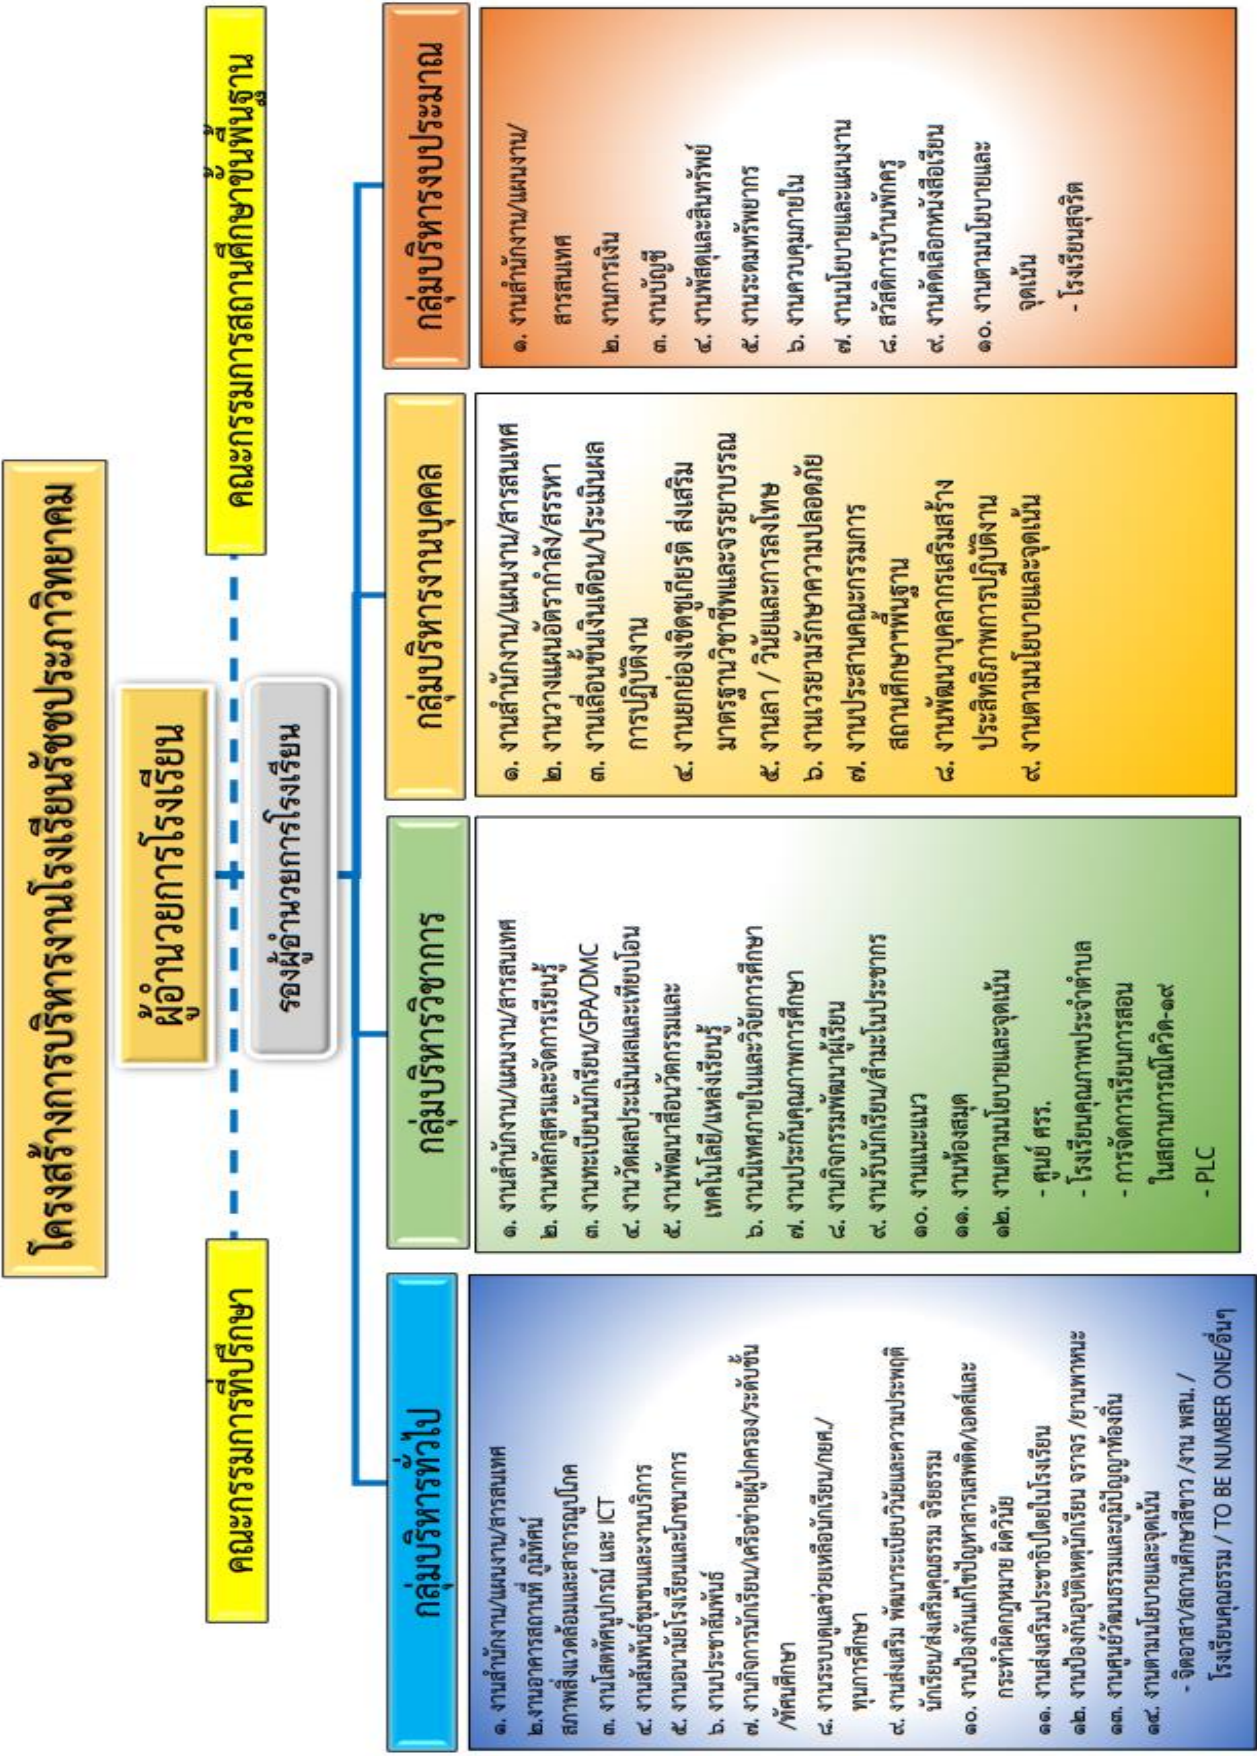 โครงสร้างการบริหารงานโรงเรียนรัชชประภาวิทยาคม
ผู้อำนวยการโรงเรียน
คณะกรรมการที่ปรึกษา
คณะกรรมการสถานศึกษาขั้นพื้นฐาน
รองผู้อำนวยการโรงเรียน
กลุ่มบริหารทั่วไป
๑. งานสำนักงาน/แผนงาน/สารสนเทศ
๒.งานอาคารสถานที่ ภูมิทัศน์
สภาพสิ่งแวดล้อมและสาธารณูปโภค
๓. งานโสตทัศนูปกรณ์ และ ICT
๔. งานสัมพันธ์ชุมชนและงานบริการ
๕. งานอนามัยโรงเรียนและโภชนาการ
๖. งานประชาสัมพันธ์
๗. งานกิจการนักเรียน/เครือข่ายผู้ปกครอง/ระดับชั้น
/ทัศนศึกษา
๘. งานระบบดูแลช่วยเหลือนักเรียน/กยศ./
ทุนการศึกษา
๙. งานส่งเสริม พัฒนาระเบียบวินัยและความประพฤติ
นักเรียน/ส่งเสริมคุณธรรม จริยธรรม
๑๐. งานป้องกันแก้ไขปัญหาสารเสพติด/เอดส์และ
กระทำผิดกฎหมาย ผิดวินัย
๑๑. งานส่งเสริมประชาธิปไตยในโรงเรียน
๑๒. งานป้องกันอุบัติเหตุนักเรียน จราจร /ยานพาหนะ
๑๓. งานศูนย์วัฒนธรรมและภูมิปัญญาท้องถิ่น
๑๔. งานตามนโยบายและจุดเน้น
- จิตอาสา/สถานศึกษาสีขาว /งาน พสน. /
โรงเรียนคุณธรรม / TO BE NUMBER ONE/อื่นๆ
กลุ่มบริหารวิชาการ
๑. งานสำนักงาน/แผนงาน/สารสนเทศ
๒. งานหลักสูตรและจัดการเรียนรู้
๓. งานทะเบียนนักเรียน/GPA/DMC
๔. งานวัดผลประเมินผลและเทียบโอน
๕. งานพัฒนาสื่อนวัตกรรมและ
เทคโนโลยี/แหล่งเรียนรู้
๖. งานนิเทศภายในและวิจัยการศึกษา
๗. งานประกันคุณภาพการศึกษา
๘. งานกิจกรรมพัฒนาผู้เรียน
๙. งานรับนักเรียน/สำมะโนประชากร
๑๐. งานแนะแนว
๑๑. งานห้องสมุด
๑๒. งานตามนโยบายและจุดเน้น
- ศูนย์ ศรร.
- โรงเรียนคุณภาพประจำตำบล
- การจัดการเรียนการสอน
ในสถานการณ์โควิด-๑๙
- PLC
กลุ่มบริหารงานบุคคล
๑. งานสำนักงาน/แผนงาน/สารสนเทศ
๒. งานวางแผนอัตรากำลัง/สรรหา
๓. งานเลื่อนขั้นเงินเดือน/ประเมินผล
การปฏิบัติงาน
๔. งานยกย่องเชิดชูเกียรติ ส่งเสริม
มาตรฐานวิชาชีพและจรรยาบรรณ
๕. งานลา / วินัยและการลงโทษ
๖. งานเวรยามรักษาความปลอดภัย
๗. งานประสานคณะกรรมการ
สถานศึกษาฯพื้นฐาน
๘. งานพัฒนาบุคลากรเสริมสร้าง
ประสิทธิภาพการปฏิบัติงาน
๙. งานตามนโยบายและจุดเน้น
กลุ่มบริหารงบประมาณ
๑. งานสำนักงาน/แผนงาน/
สารสนเทศ
๒. งานการเงิน
๓. งานบัญชี
๔. งานพัสดุและสินทรัพย์
๕. งานระดมทรัพยากร
๖. งานควบคุมภายใน
๗. งานนโยบายและแผนงาน
๘. สวัสดิการบ้านพักครู
๙. งานคัดเลือกหนังสือเรียน
๑๐. งานตามนโยบายและ
จุดเน้น
- โรงเรียนสุจริต